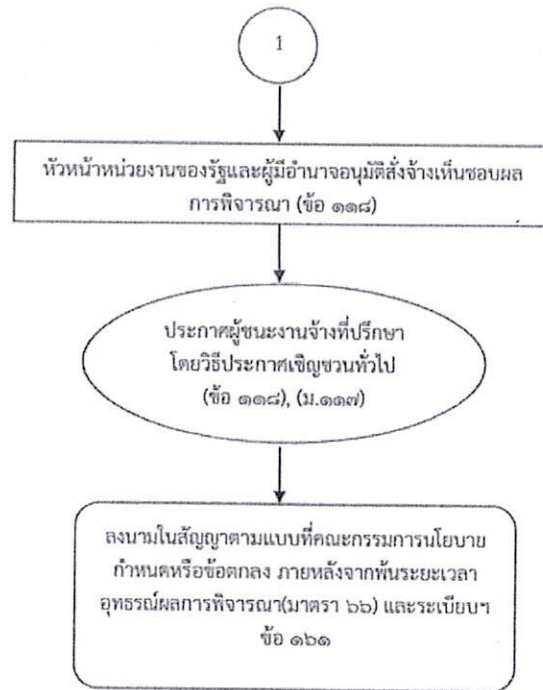 1
หัวหน้าหน่วยงานของรัฐและผู้มีอำนาจอนุมัติสั่งจ้างเห็นชอบผล
การพิจารณา (ข้อ ๑๑๘)
ประกาศผู้ชนะงานจ้างที่ปรึกษา
โดยวิธีประกาศเชิญชวนทั่วไป
(ข้อ ๑๑๘), (ม.๑๑๗)
ลงนามในสัญญาตามแบบที่คณะกรรมการนโยบาย
กำหนดหรือข้อตกลง ภายหลังจากพ้นระยะเวลา
อุทธรณ์ผลการพิจารณา(มาตรา ๖๖) และระเบียบฯ
ข้อ ๑๖๑